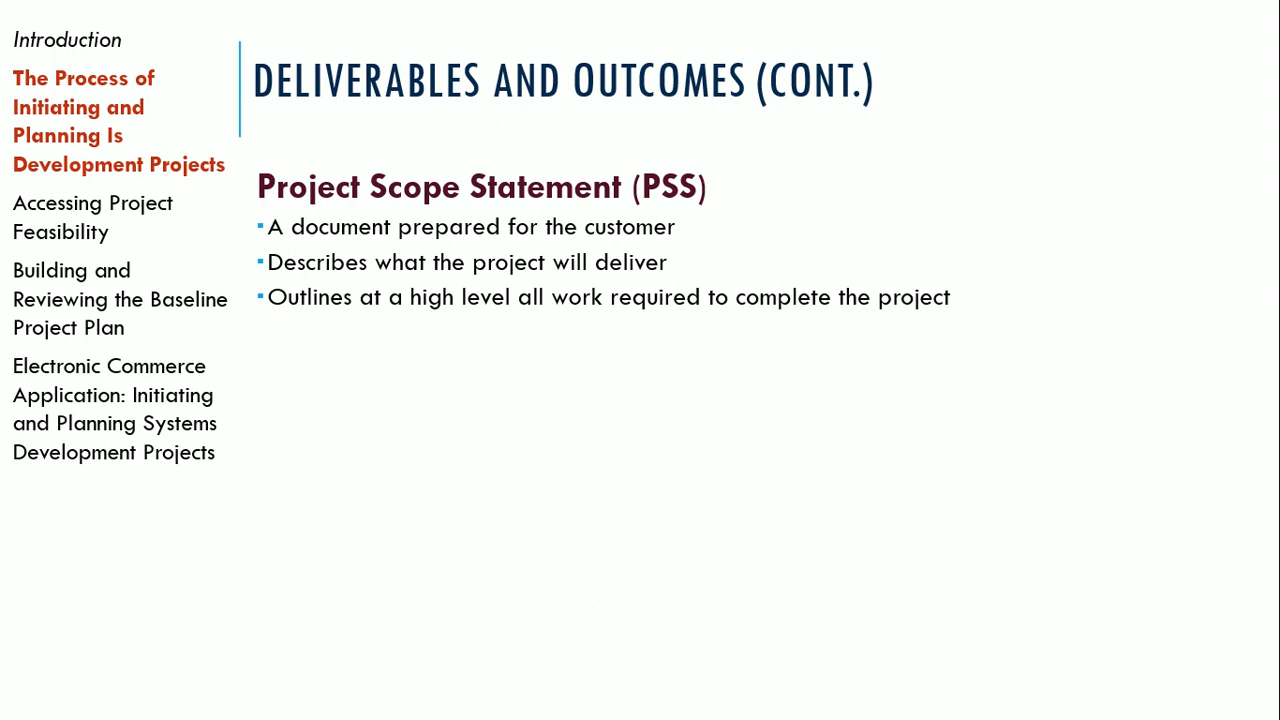 Introduction
The Process of
Initiating and
Planning Is
Development Projects
Accessing Project
Feasibility
Building and
Reviewing the Baseline
Project Plan
Electronic Commerce
Application: Initiating
and Planning Systems
Development Projects
DELIVERABLES AND OUTCOMES (CONT.)
Project Scope Statement (PSS)
▪A document prepared for the customer
▪Describes what the project will deliver
▪Outlines at a high level all work required to complete the project